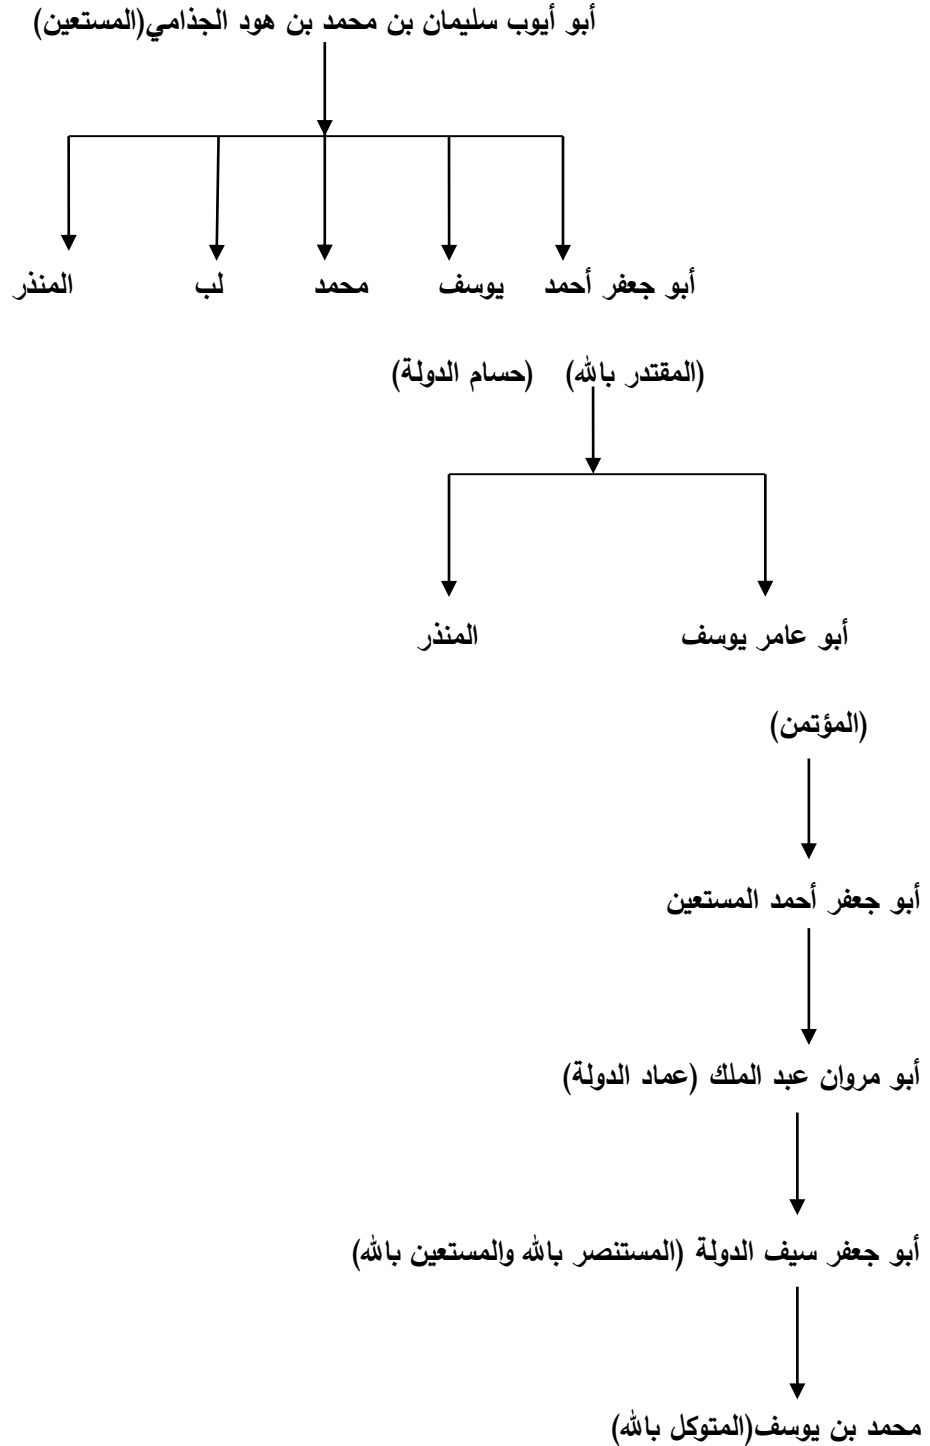 أبو أيوب سليمان بن محمد بن هود الجذامي(المستعين)
أبو جعفر أحمد يوسف محمد لب المنذر
(المقتدر بالله) (حسام الدولة)
أبو عامر يوسف المنذر
(المؤتمن)
أبو جعفر أحمد المستعين
أبو مروان عبد الملك (عماد الدولة)
أبو جعفر سيف الدولة (المستنصر بالله والمستعين بالله)
محمد بن يوسف(المتوكل بالله)